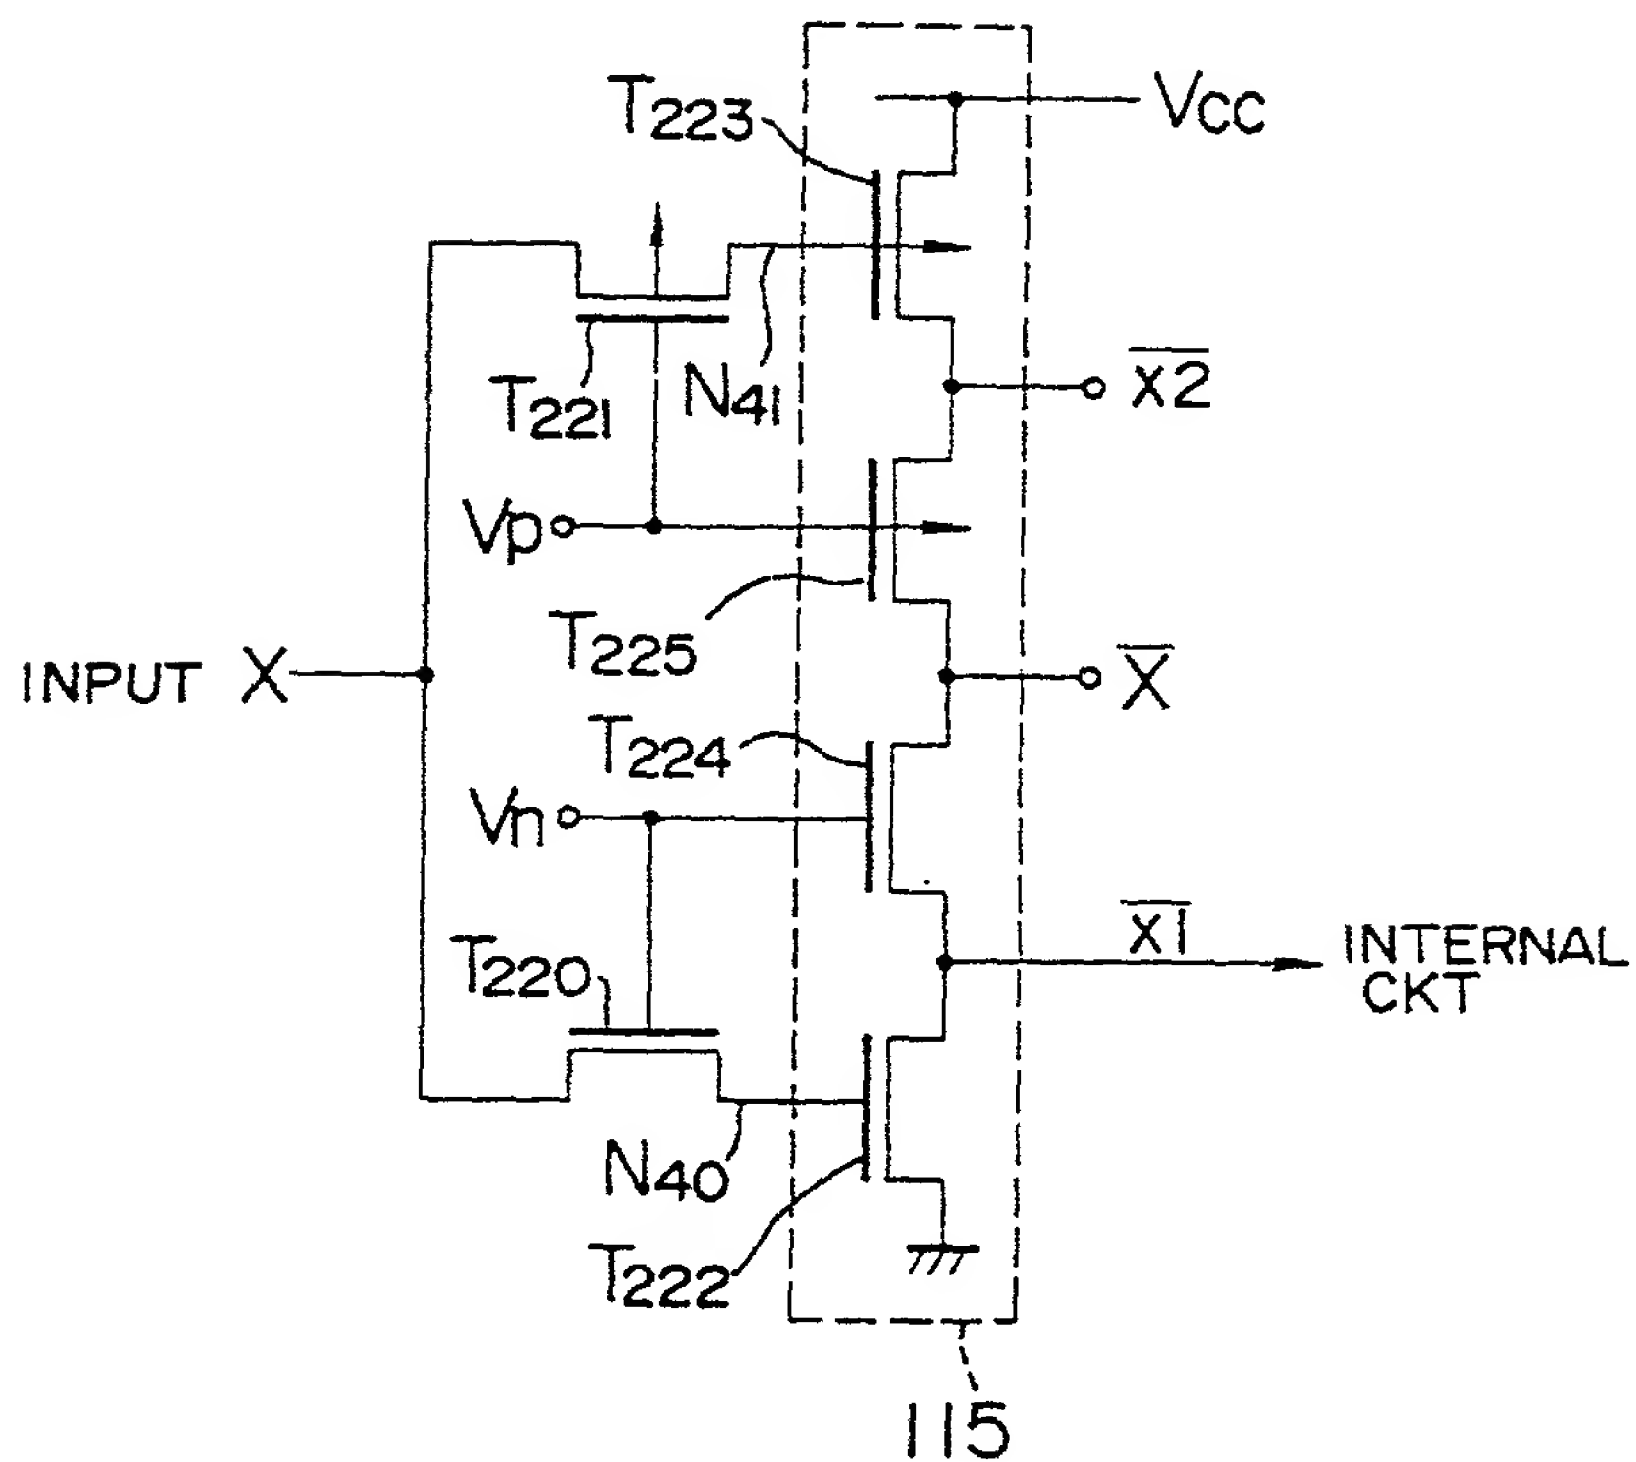 T223
VCC
T221
N41
X2
Vp
T225
INPUT X
X
T224
Vn
X1
INTERNAL
CKT
T220
N40
T222
115